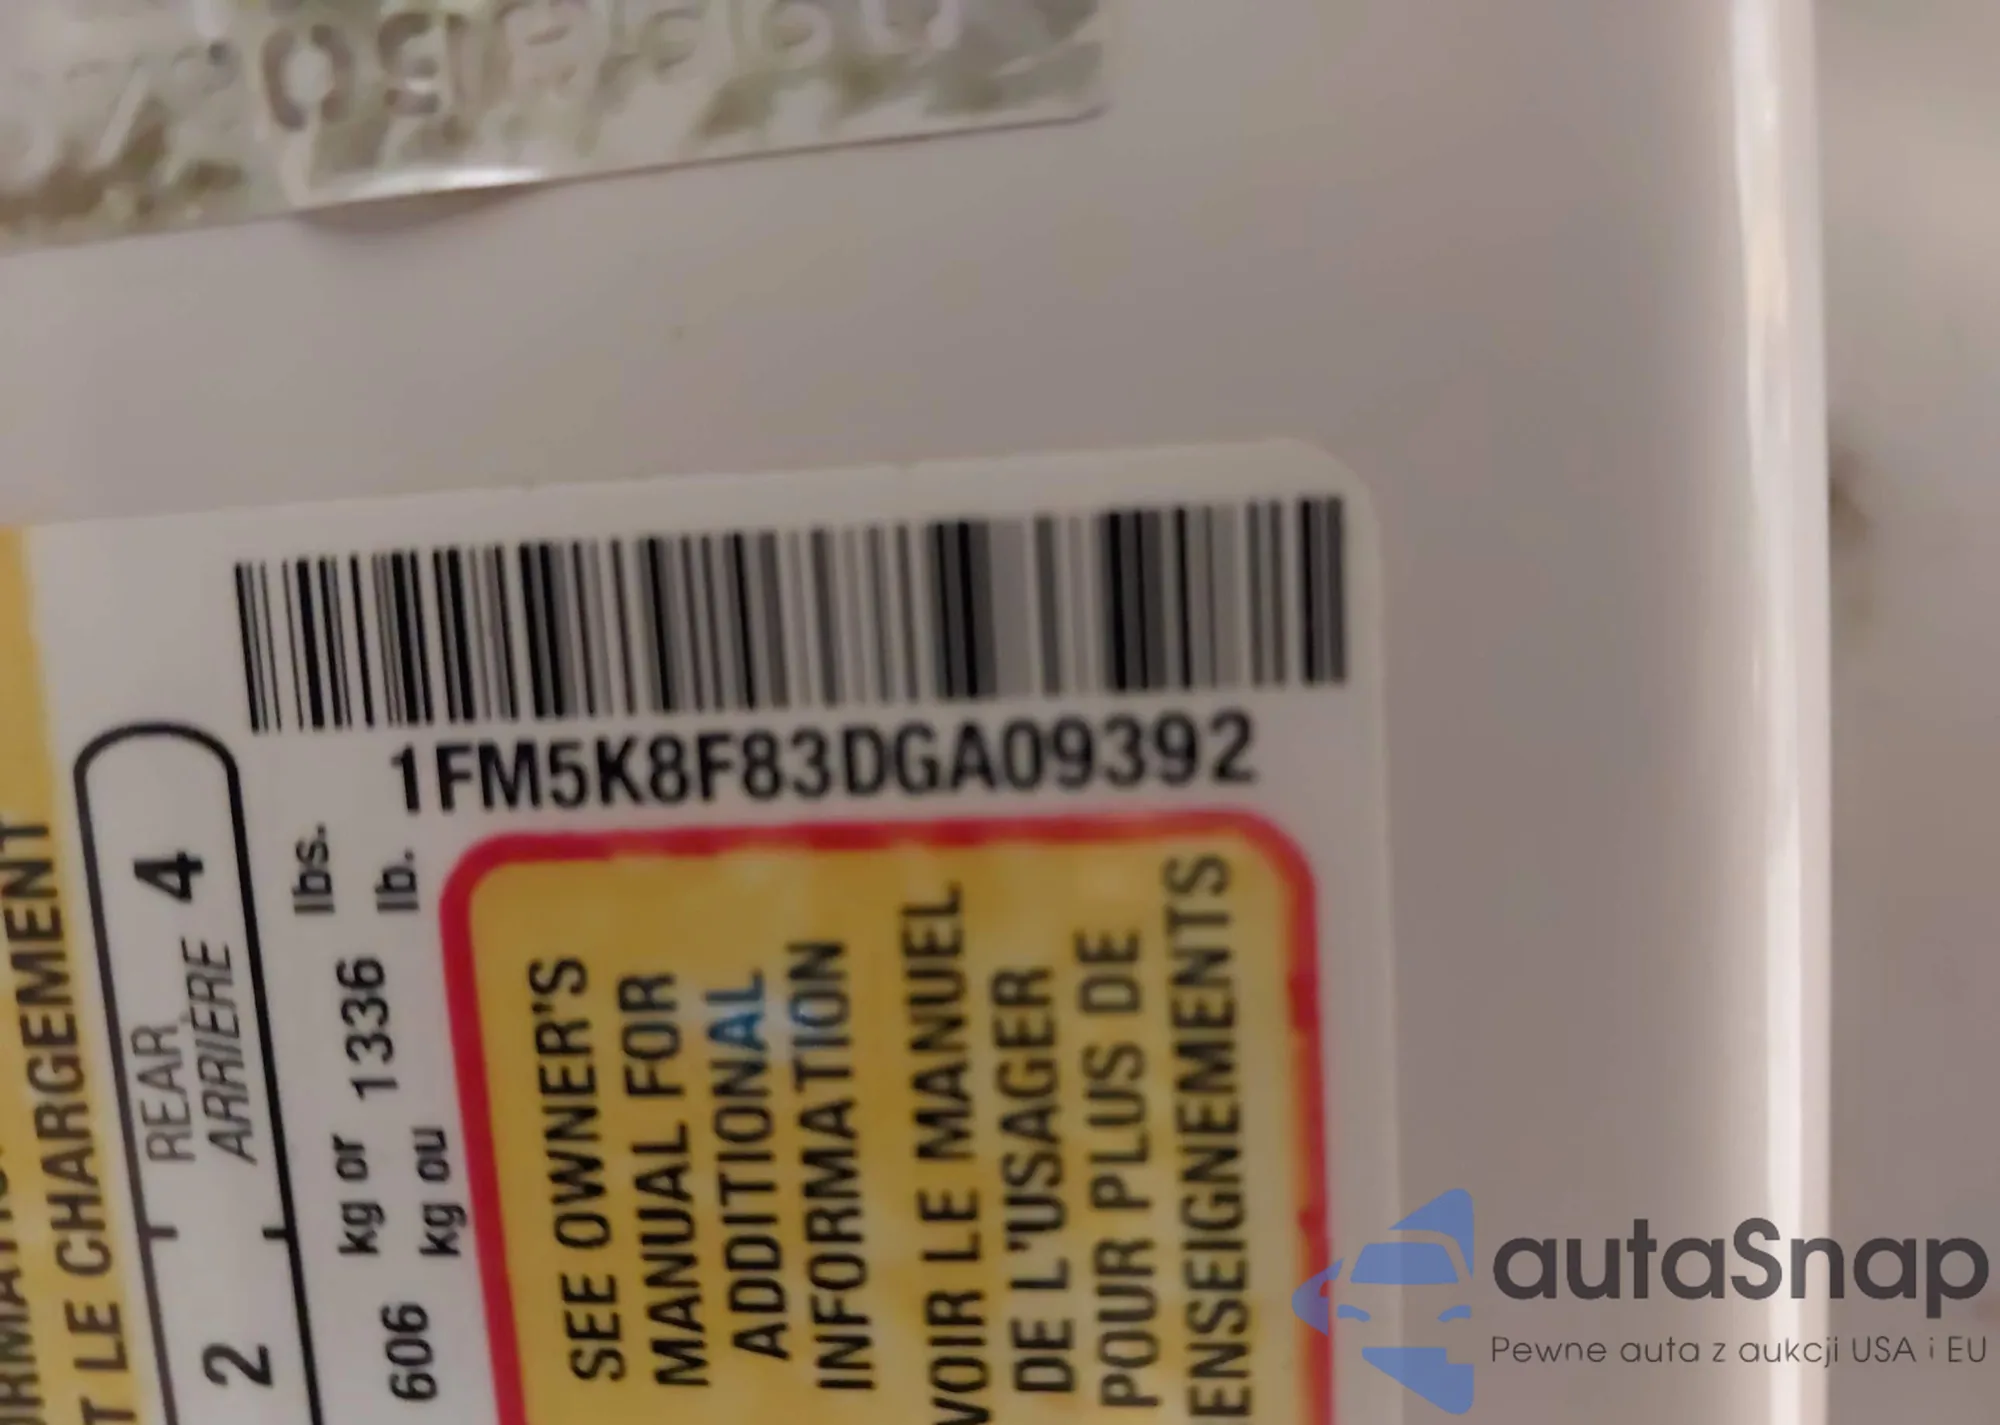 1FM5K8F83DGA09392
LE CHARGEMENT
REAR 4
ARRIÈRE
2
kg or 1336 lbs.
606 kg ou lb.
SEE OWNER'S
MANUAL FOR
ADDITIONAL
INFORMATION
VOIR LE MANUEL
DE L'USAGER
POUR PLUS DE
ENSEIGNEMENTS
autaSnap
Pewne auta z aukcji USA i EU